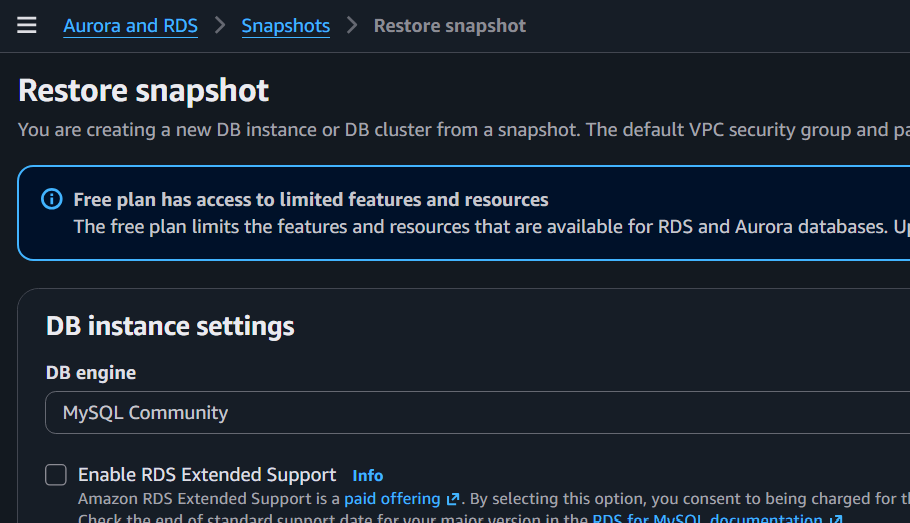 Aurora and RDS > Snapshots > Restore snapshot
Restore snapshot
You are creating a new DB instance or DB cluster from a snapshot. The default VPC security group and
Free plan has access to limited features and resources
The free plan limits the features and resources that are available for RDS and Aurora databases.
DB instance settings
DB engine
MySQL Community
Enable RDS Extended Support Info
Amazon RDS Extended Support is a paid offering. By selecting this option, you consent to being charged for
Check the end of standard support date for your major version in the RDS for MySQL documentation